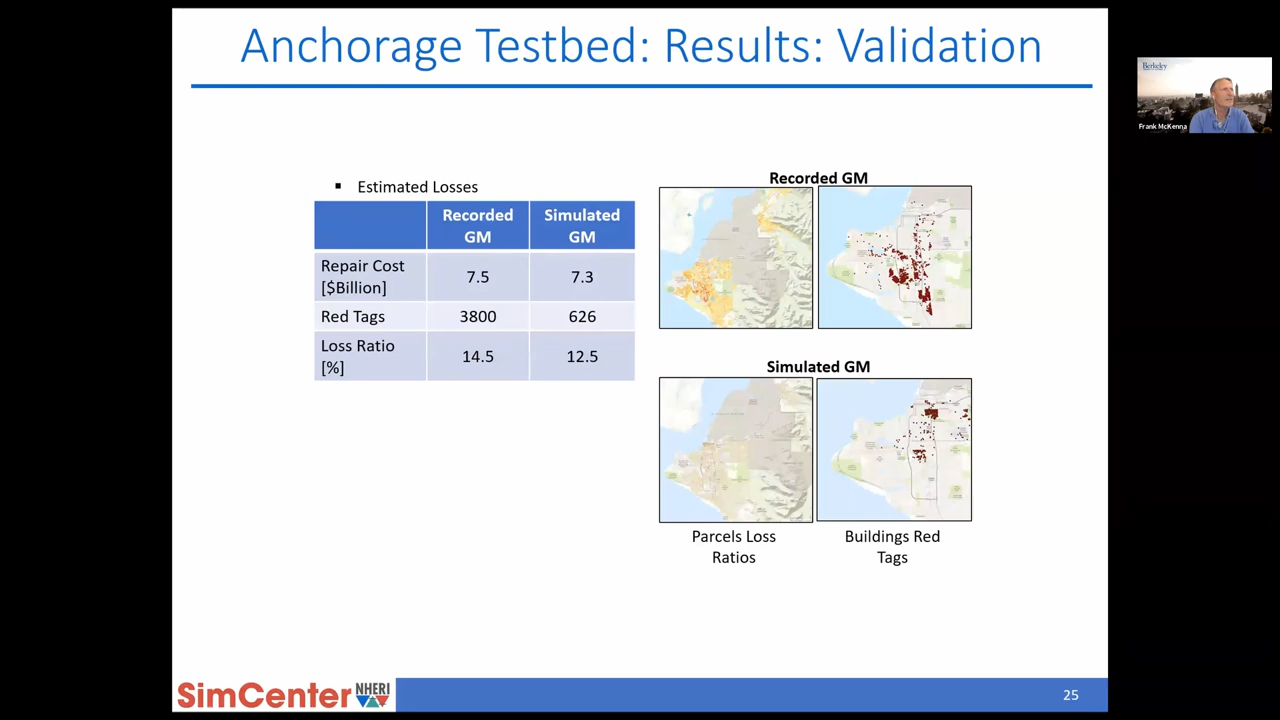 Anchorage Testbed: Results: Validation
Berkeley
Frank McKenna
▪ Estimated Losses
Recorded GM
Simulated GM
Repair Cost [$Billion]
7.5
7.3
Red Tags
3800
626
Loss Ratio [%]
14.5
12.5
Recorded GM
Simulated GM
Parcels Loss
Ratios
Buildings Red
Tags
SimCenter
NHERI
25